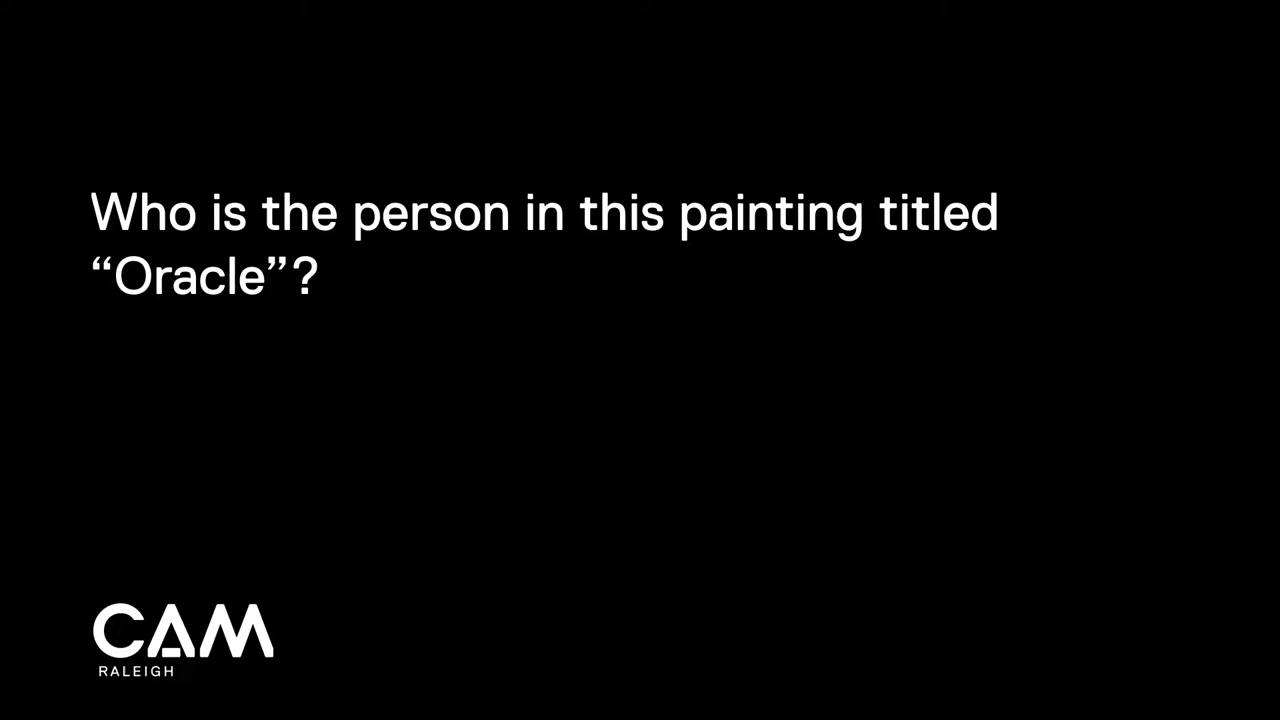 Who is the person in this painting titled
“Oracle”?
CAM
RALEIGH